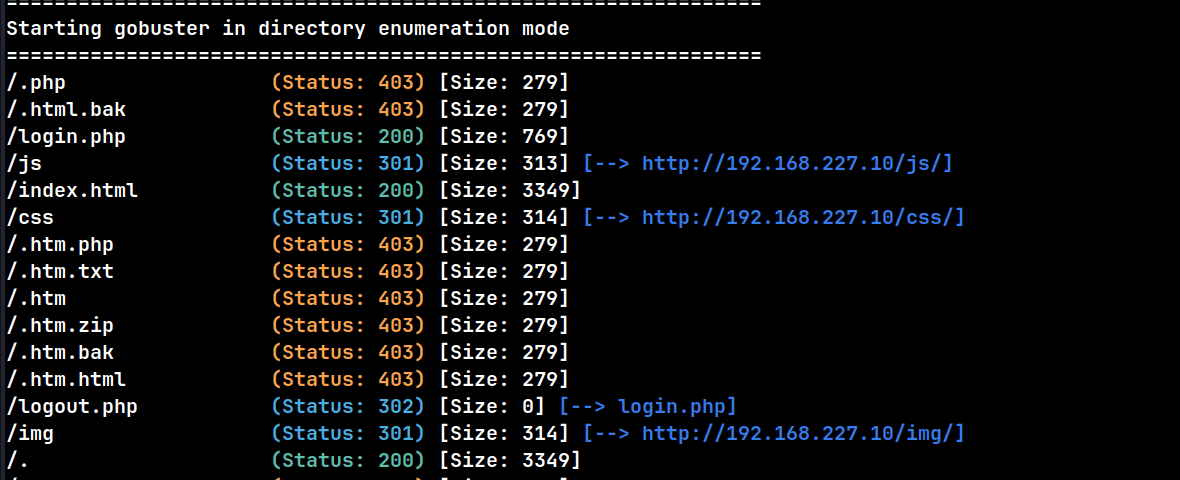 ===============================================================
Starting gobuster in directory enumeration mode
===============================================================
/.php (Status: 403) [Size: 279]
/.html.bak (Status: 403) [Size: 279]
/login.php (Status: 200) [Size: 769]
/js (Status: 301) [Size: 313] [--> http://192.168.227.10/js/]
/index.html (Status: 200) [Size: 3349]
/css (Status: 301) [Size: 314] [--> http://192.168.227.10/css/]
/.htm.php (Status: 403) [Size: 279]
/.htm.txt (Status: 403) [Size: 279]
/.htm (Status: 403) [Size: 279]
/.htm.zip (Status: 403) [Size: 279]
/.htm.bak (Status: 403) [Size: 279]
/.htm.html (Status: 403) [Size: 279]
/logout.php (Status: 302) [Size: 0] [--> login.php]
/img (Status: 301) [Size: 314] [--> http://192.168.227.10/img/]
/. (Status: 200) [Size: 3349]